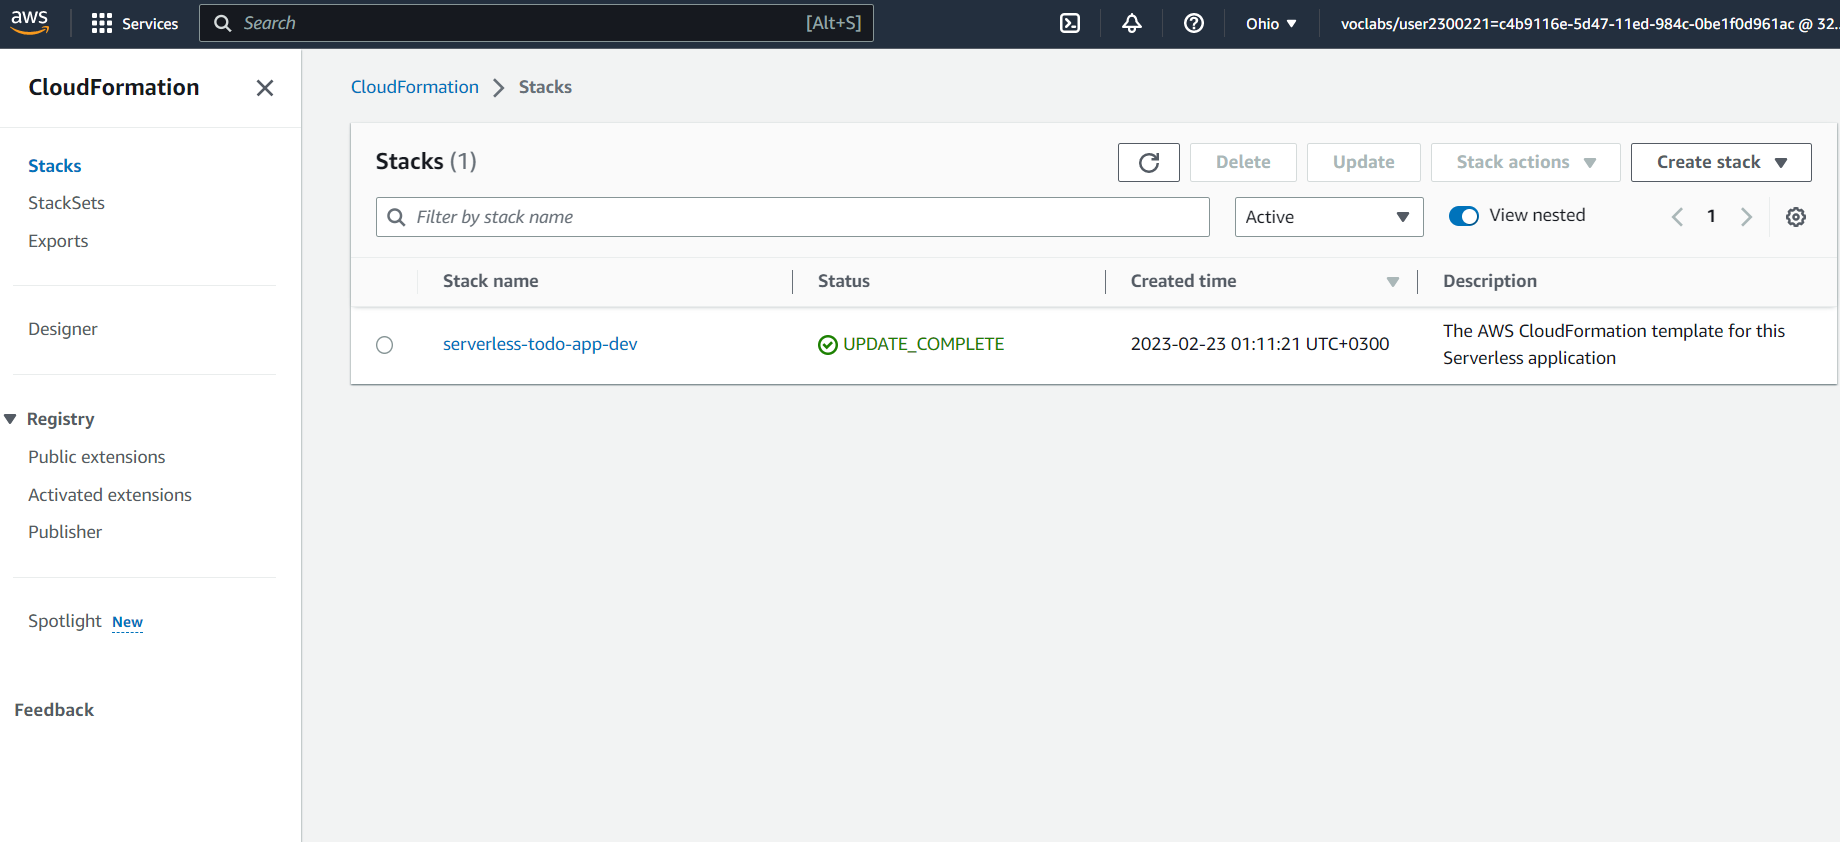 aws
Services
Search
[Alt+S]
Ohio
voclabs/user2300221=c4b9116e-5d47-11ed-984c-0be1f0d961ac @ 32...
CloudFormation
Stacks
StackSets
Exports
Designer
Registry
Public extensions
Activated extensions
Publisher
Spotlight New
Feedback
CloudFormation > Stacks
Stacks (1)
Delete
Update
Stack actions
Create stack
Filter by stack name
Active
View nested
1
Stack name
Status
Created time
Description
serverless-todo-app-dev
UPDATE_COMPLETE
2023-02-23 01:11:21 UTC+0300
The AWS CloudFormation template for this
Serverless application